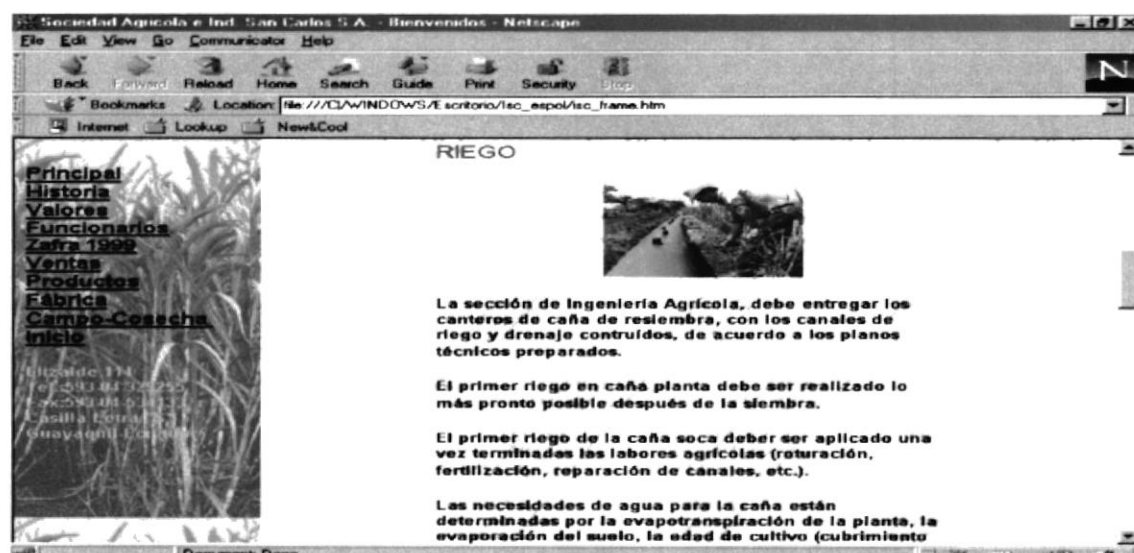 Sociedad Agricola e Ind. San Carlos S.A. - Bienvenidos - Netscape
File Edit View Go Communicator Help
Back Forward Reload Home Search Guide Print Security Stop
Bookmarks Location: file:///C|/WINDOWS/Escritorio/Isc_espol/isc_frame.htm
Internet Lookup New&Cool
N
Principal
Historia
Valores
Funcionarios
Zafra 1999
Ventas
Productos
Fábrica
Campo-Cosecha
Inicio
Elizalde 114
Casilla
Guayaquil-Ecuador
RIEGO
La sección de Ingeniería Agrícola, debe entregar los
canteros de caña de resiembra, con los canales de
riego y drenaje contruídos, de acuerdo a los planos
técnicos preparados.
El primer riego en caña planta debe ser realizado lo
más pronto posible después de la siembra.
El primer riego de la caña soca deber ser aplicado una
vez terminadas las labores agrícolas (roturación,
fertilización, reparación de canales, etc.).
Las necesidades de agua para la caña están
determinadas por la evapotranspiración de la planta, la
evaporación del suelo, la edad de cultivo (cubrimiento
Document: Done